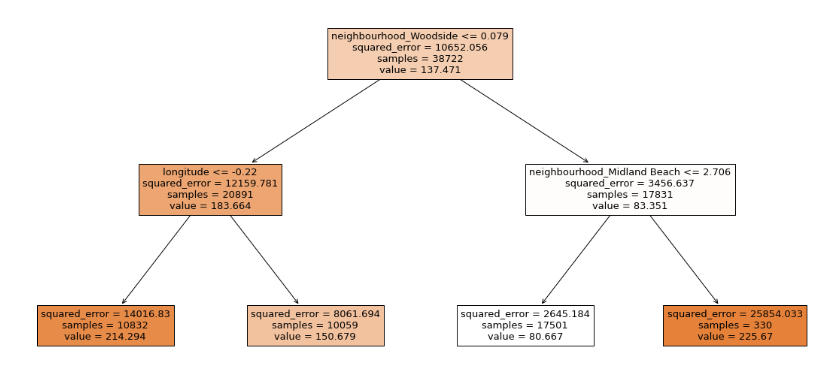 neighbourhood_Woodside <= 0.079
squared_error = 10652.056
samples = 38722
value = 137.471
longitude <= -0.22
squared_error = 12159.781
samples = 20891
value = 183.664
neighbourhood_Midland Beach <= 2.706
squared_error = 3456.637
samples = 17831
value = 83.351
squared_error = 14016.83
samples = 10832
value = 214.294
squared_error = 8061.694
samples = 10059
value = 150.679
squared_error = 2645.184
samples = 17501
value = 80.667
squared_error = 25854.033
samples = 330
value = 225.67